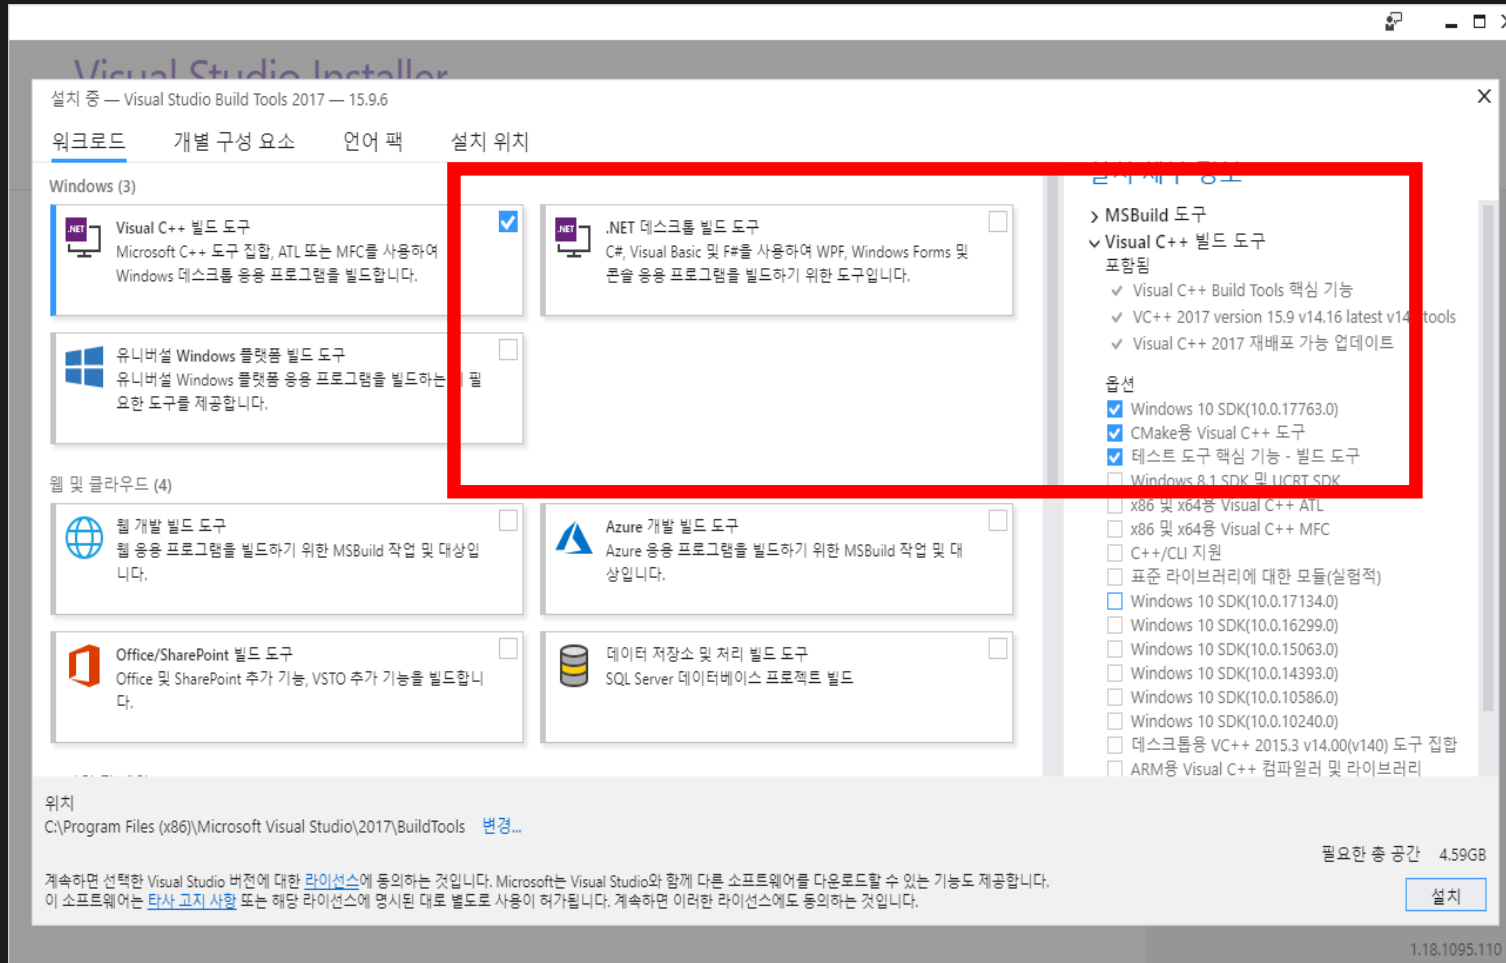 Visual Studio Installer
설치 중 — Visual Studio Build Tools 2017 — 15.9.6
워크로드 개별 구성 요소 언어 팩 설치 위치
Windows (3)
.NET
Visual C++ 빌드 도구
Microsoft C++ 도구 집합, ATL 또는 MFC를 사용하여
Windows 데스크톱 응용 프로그램을 빌드합니다.
.NET
.NET 데스크톱 빌드 도구
C#, Visual Basic 및 F#을 사용하여 WPF, Windows Forms 및
콘솔 응용 프로그램을 빌드하기 위한 도구입니다.
유니버설 Windows 플랫폼 빌드 도구
유니버설 Windows 플랫폼 응용 프로그램을 빌드하는 필
요한 도구를 제공합니다.
웹 및 클라우드 (4)
웹 개발 빌드 도구
웹 응용 프로그램을 빌드하기 위한 MSBuild 작업 및 대상입
니다.
Azure 개발 빌드 도구
Azure 응용 프로그램을 빌드하기 위한 MSBuild 작업 및 대
상입니다.
Office/SharePoint 빌드 도구
Office 및 SharePoint 추가 기능, VSTO 추가 기능을 빌드합니
다.
데이터 저장소 및 처리 빌드 도구
SQL Server 데이터베이스 프로젝트 빌드
MSBuild 도구
Visual C++ 빌드 도구
포함됨
Visual C++ Build Tools 핵심 기능
VC++ 2017 version 15.9 v14.16 latest tools
Visual C++ 2017 재배포 가능 업데이트
옵션
Windows 10 SDK(10.0.17763.0)
CMake용 Visual C++ 도구
테스트 도구 핵심 기능 - 빌드 도구
Windows 8.1 SDK 및 UCRT SDK
x86 및 x64용 Visual C++ ATL
x86 및 x64용 Visual C++ MFC
C++/CLI 지원
표준 라이브러리에 대한 모듈(실험적)
Windows 10 SDK(10.0.17134.0)
Windows 10 SDK(10.0.16299.0)
Windows 10 SDK(10.0.15063.0)
Windows 10 SDK(10.0.14393.0)
Windows 10 SDK(10.0.10586.0)
Windows 10 SDK(10.0.10240.0)
데스크톱용 VC++ 2015.3 v14.00(v140) 도구 집합
ARM용 Visual C++ 컴파일러 및 라이브러리
위치
C:\Program Files (x86)\Microsoft Visual Studio\2017\BuildTools 변경...
필요한 총 공간 4.59GB
계속하면 선택한 Visual Studio 버전에 대한 라이선스에 동의하는 것입니다. Microsoft는 Visual Studio와 함께 다른 소프트웨어를 다운로드할 수 있는 기능도 제공합니다.
이 소프트웨어는 타사 고지 사항 또는 해당 라이선스에 명시된 대로 별도로 사용이 허가됩니다. 계속하면 이러한 라이선스에도 동의하는 것입니다.
설치
1.18.1095.110